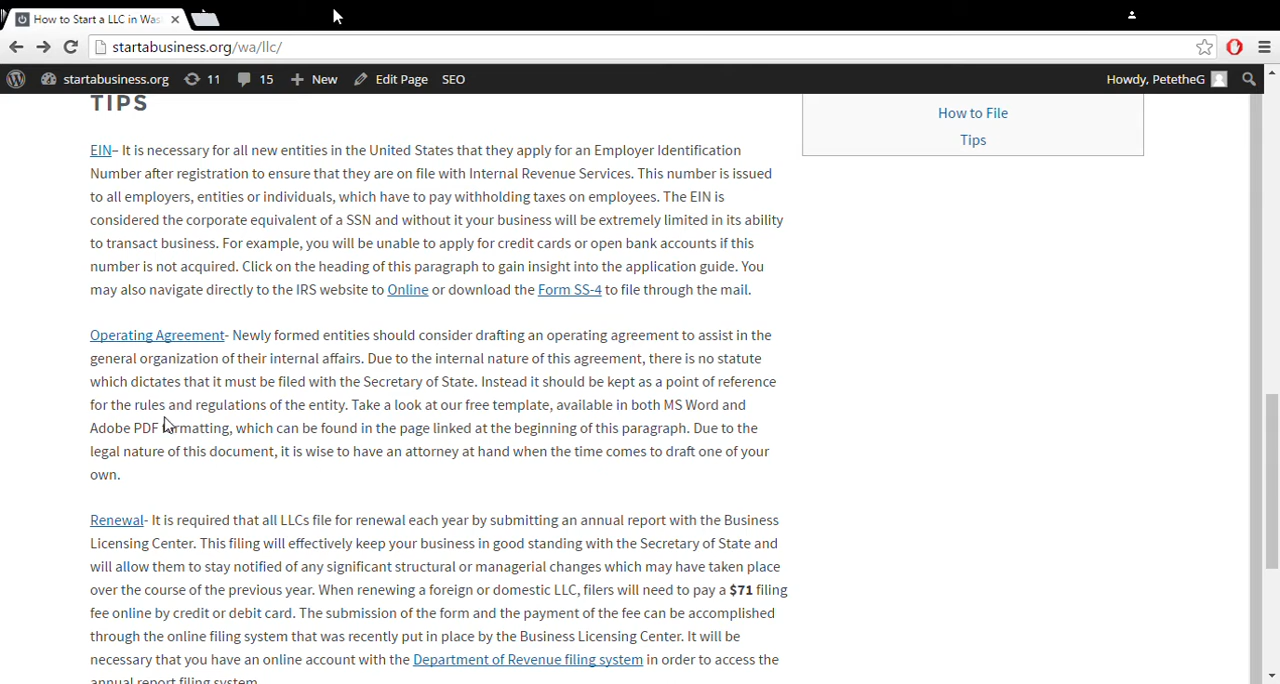 How to Start a LLC in Was
startabusiness.org/wa/llc/
startabusiness.org 11 15 New Edit Page SEO Howdy, PetetheG
TIPS
How to File
Tips
EIN– It is necessary for all new entities in the United States that they apply for an Employer Identification
Number after registration to ensure that they are on file with Internal Revenue Services. This number is issued
to all employers, entities or individuals, which have to pay withholding taxes on employees. The EIN is
considered the corporate equivalent of a SSN and without it your business will be extremely limited in its ability
to transact business. For example, you will be unable to apply for credit cards or open bank accounts if this
number is not acquired. Click on the heading of this paragraph to gain insight into the application guide. You
may also navigate directly to the IRS website to Online or download the Form SS-4 to file through the mail.
Operating Agreement- Newly formed entities should consider drafting an operating agreement to assist in the
general organization of their internal affairs. Due to the internal nature of this agreement, there is no statute
which dictates that it must be filed with the Secretary of State. Instead it should be kept as a point of reference
for the rules and regulations of the entity. Take a look at our free template, available in both MS Word and
Adobe PDF formatting, which can be found in the page linked at the beginning of this paragraph. Due to the
legal nature of this document, it is wise to have an attorney at hand when the time comes to draft one of your
own.
Renewal- It is required that all LLCs file for renewal each year by submitting an annual report with the Business
Licensing Center. This filing will effectively keep your business in good standing with the Secretary of State and
will allow them to stay notified of any significant structural or managerial changes which may have taken place
over the course of the previous year. When renewing a foreign or domestic LLC, filers will need to pay a $71 filing
fee online by credit or debit card. The submission of the form and the payment of the fee can be accomplished
through the online filing system that was recently put in place by the Business Licensing Center. It will be
necessary that you have an online account with the Department of Revenue filing system in order to access the
annual report filing system.